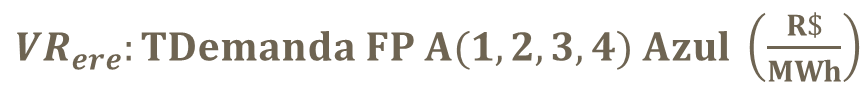 VR_ere: TDemanda FP A(1, 2, 3, 4) Azul (R$/MWh)